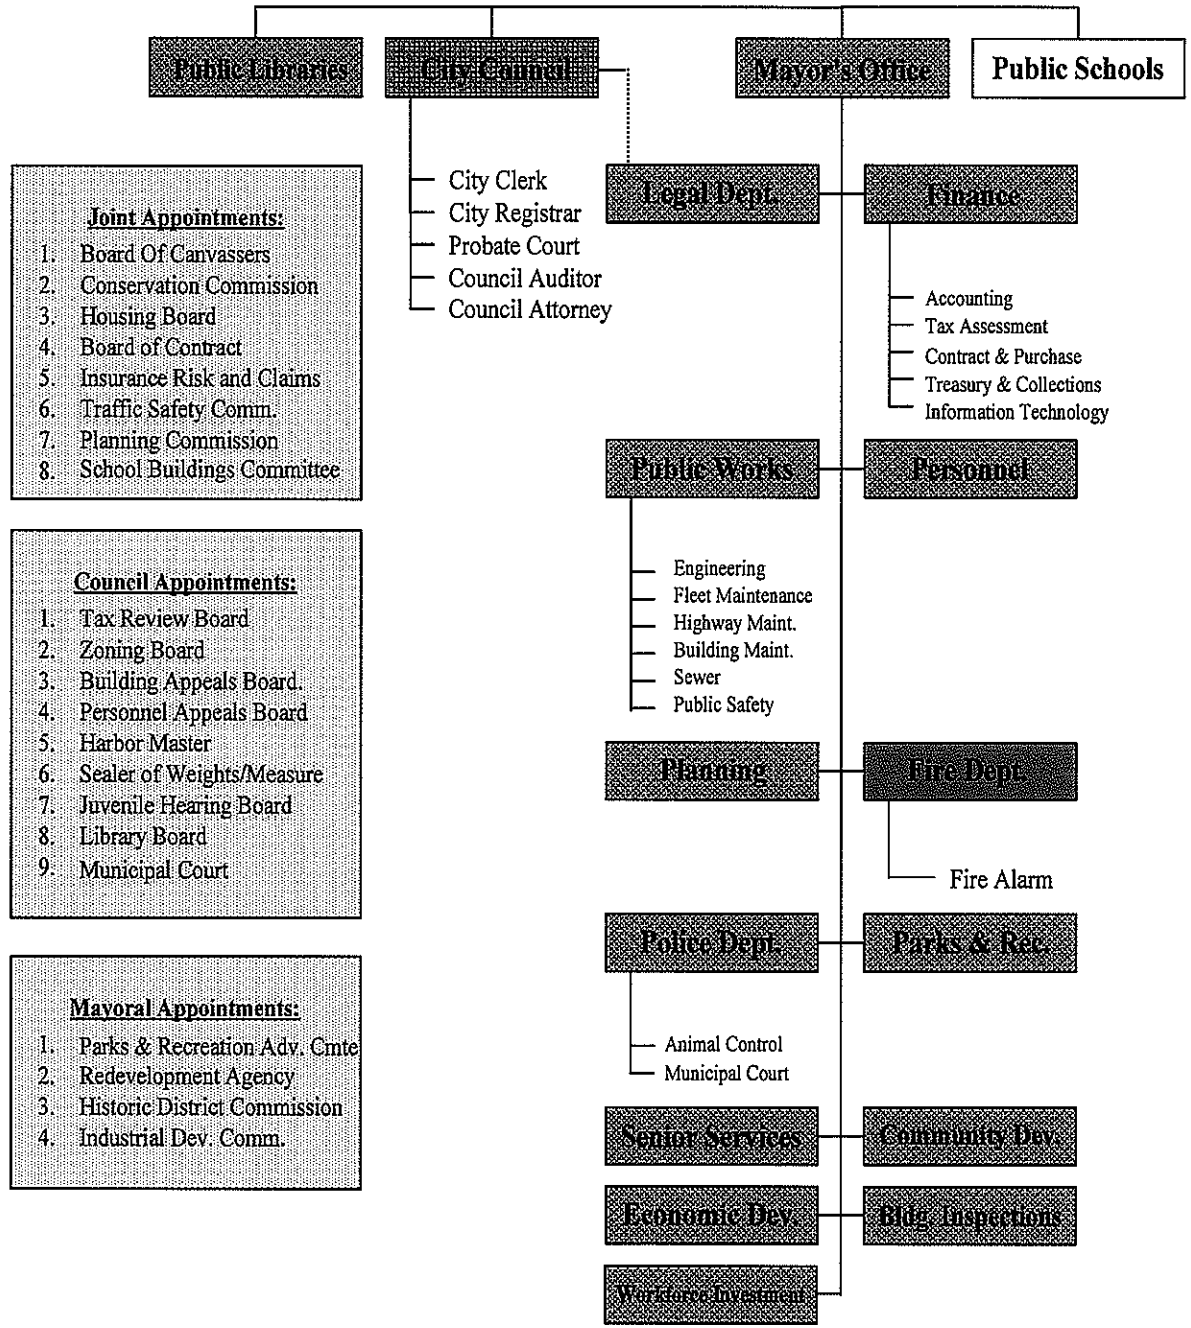 Public Libraries
City Council
Mayor's Office
Public Schools
City Clerk
City Registrar
Probate Court
Council Auditor
Council Attorney
Legal Dept.
Finance
Accounting
Tax Assessment
Contract & Purchase
Treasury & Collections
Information Technology
Joint Appointments:
1. Board Of Canvassers
2. Conservation Commission
3. Housing Board
4. Board of Contract
5. Insurance Risk and Claims
6. Traffic Safety Comm.
7. Planning Commission
8. School Buildings Committee
Public Works
Personnel
Engineering
Fleet Maintenance
Highway Maint.
Building Maint.
Sewer
Public Safety
Council Appointments:
1. Tax Review Board
2. Zoning Board
3. Building Appeals Board.
4. Personnel Appeals Board
5. Harbor Master
6. Sealer of Weights/Measure
7. Juvenile Hearing Board
8. Library Board
9. Municipal Court
Planning
Fire Dept.
Fire Alarm
Police Dept.
Parks & Rec.
Animal Control
Municipal Court
Mayoral Appointments:
1. Parks & Recreation Adv. Cmte
2. Redevelopment Agency
3. Historic District Commission
4. Industrial Dev. Comm.
Senior Services
Community Dev.
Economic Dev.
Bldg. Inspections
Workforce Investment